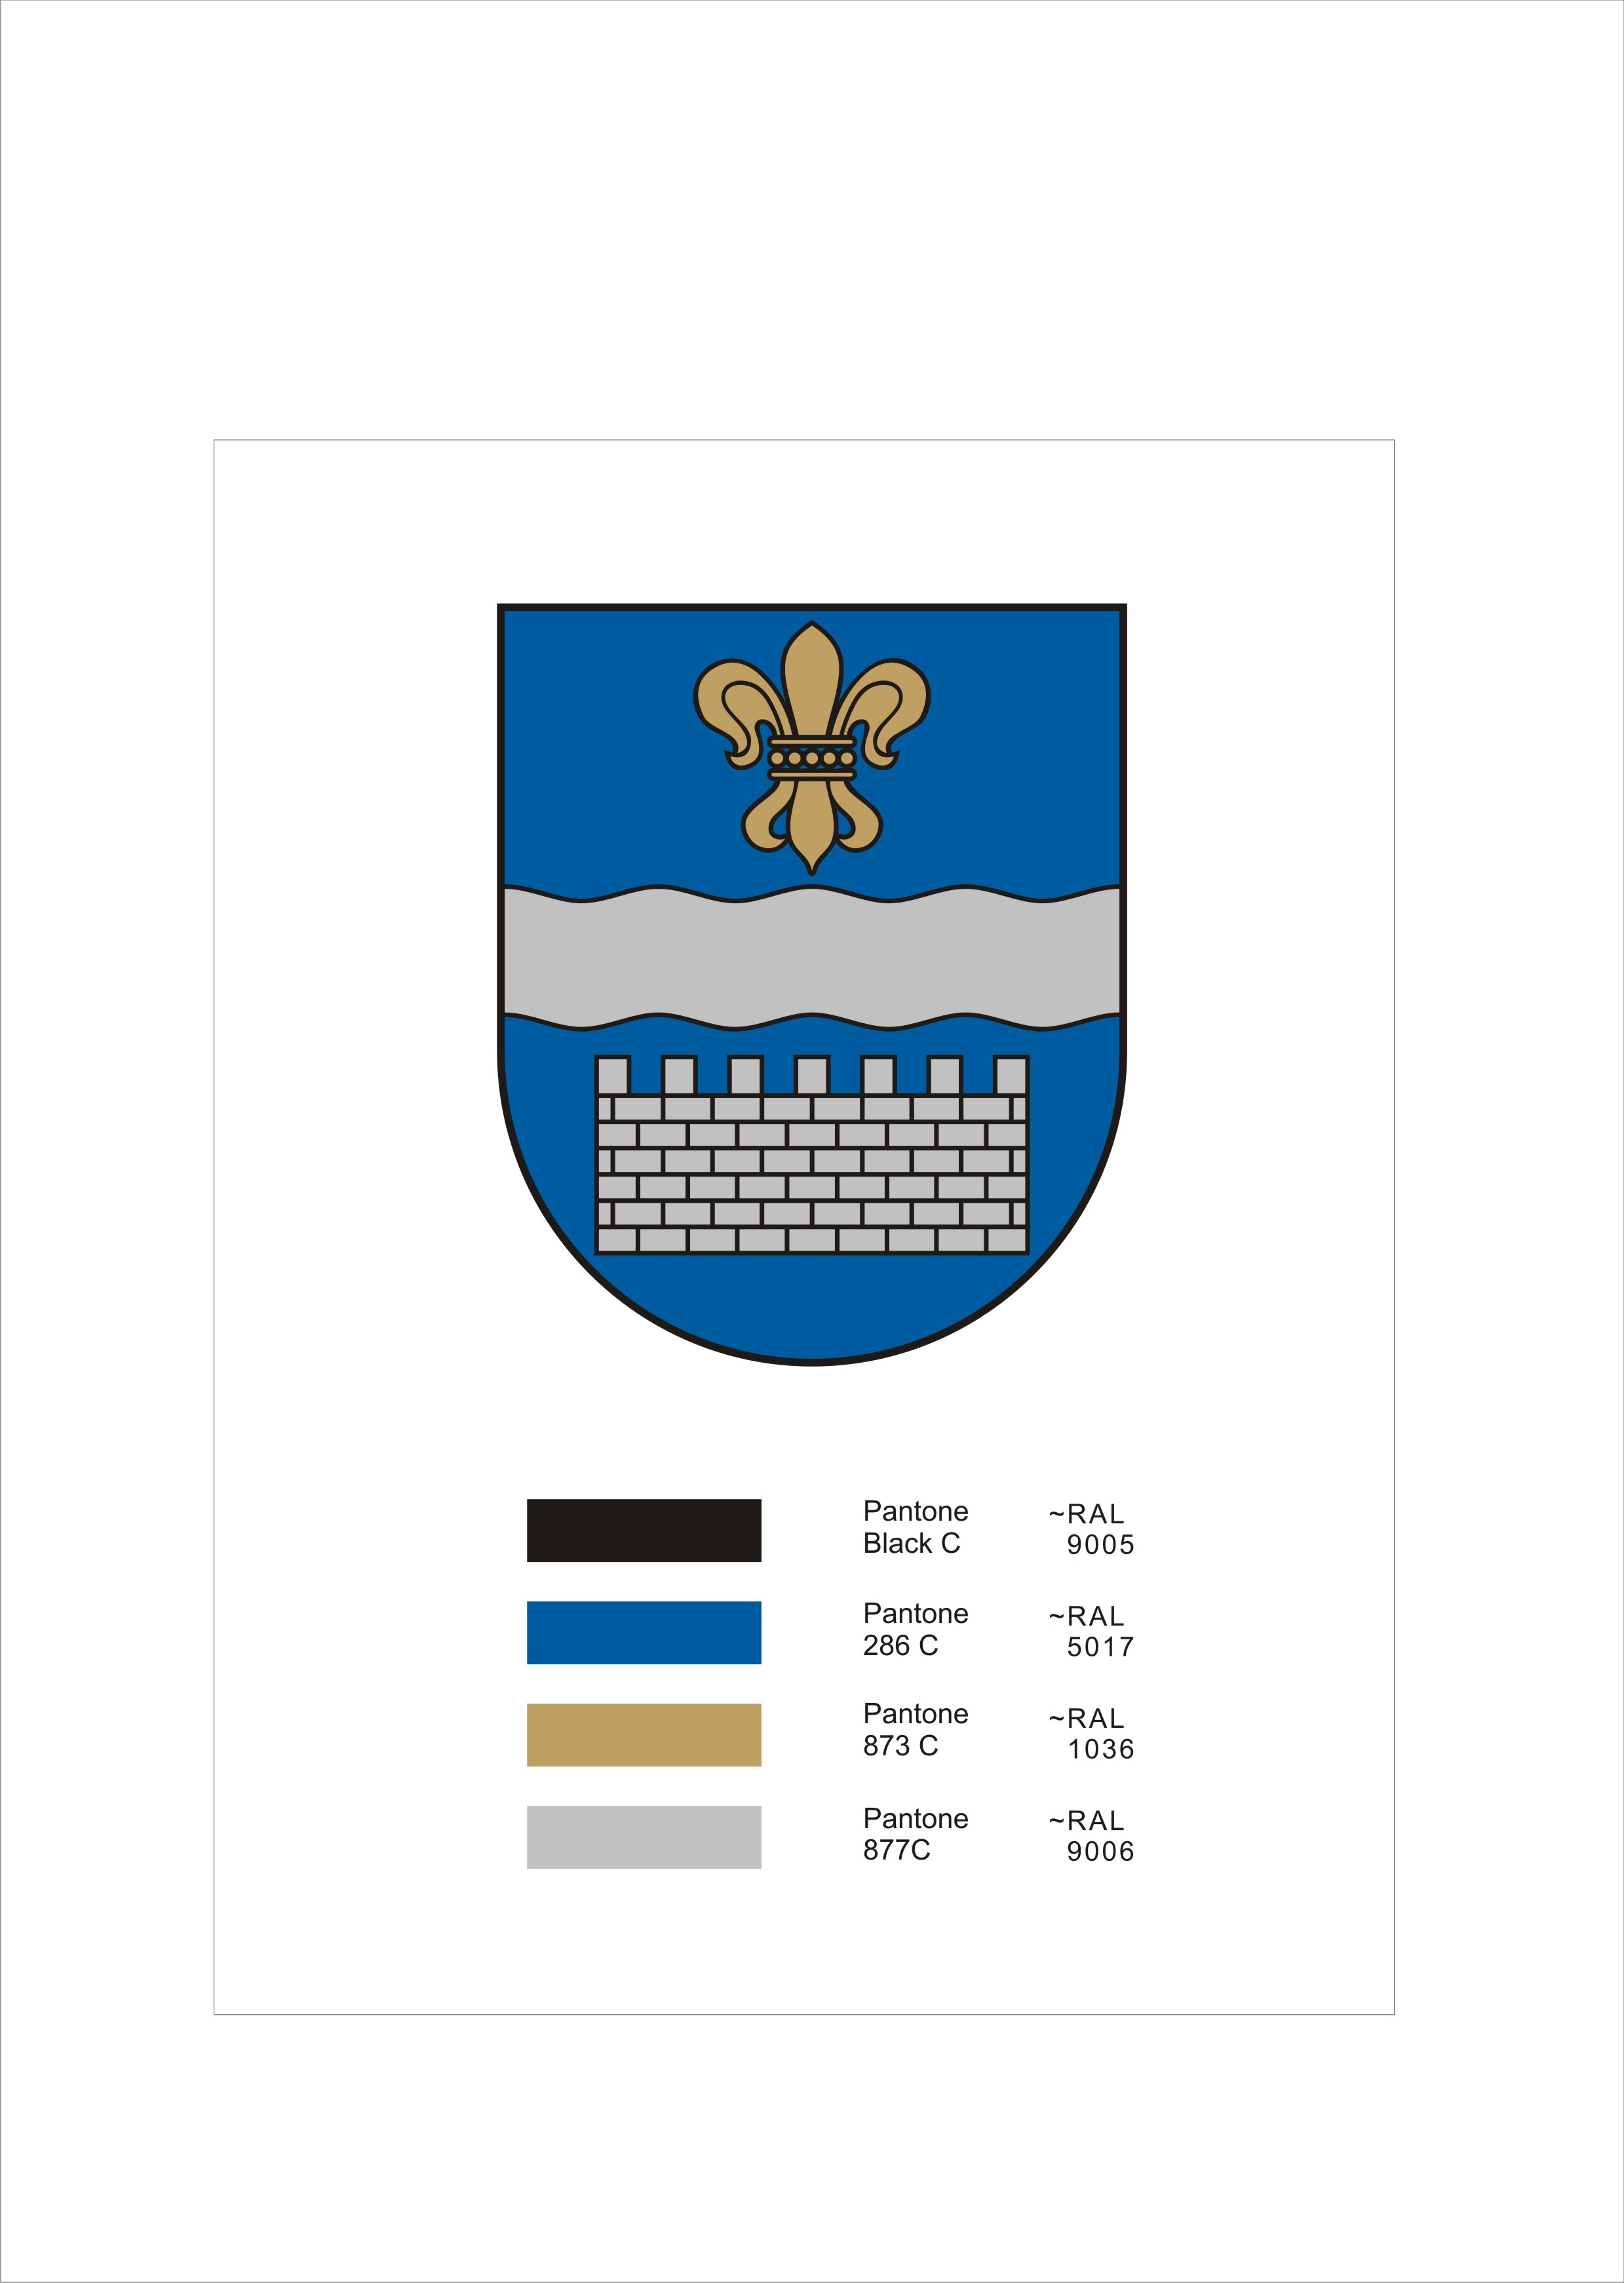 Pantone ~RAL
Black C 9005
Pantone ~RAL
286 C 5017
Pantone ~RAL
873 C 1036
Pantone ~RAL
877C 9006